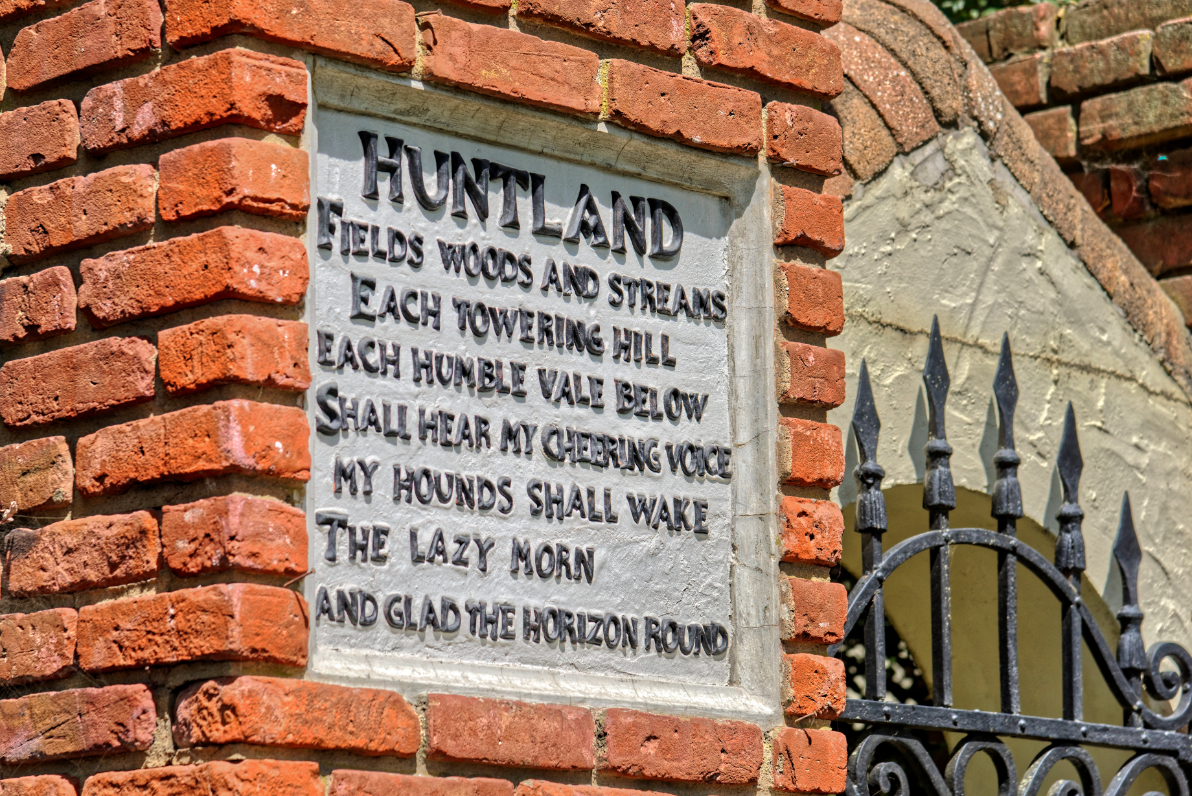 HUNTLAND
FIELDS WOODS AND STREAMS
EACH TOWERING HILL
EACH HUMBLE VALE BELOW
SHALL HEAR MY CHEERING VOICE
MY HOUNDS SHALL WAKE
THE LAZY MORN
AND GLAD THE HORIZON ROUND